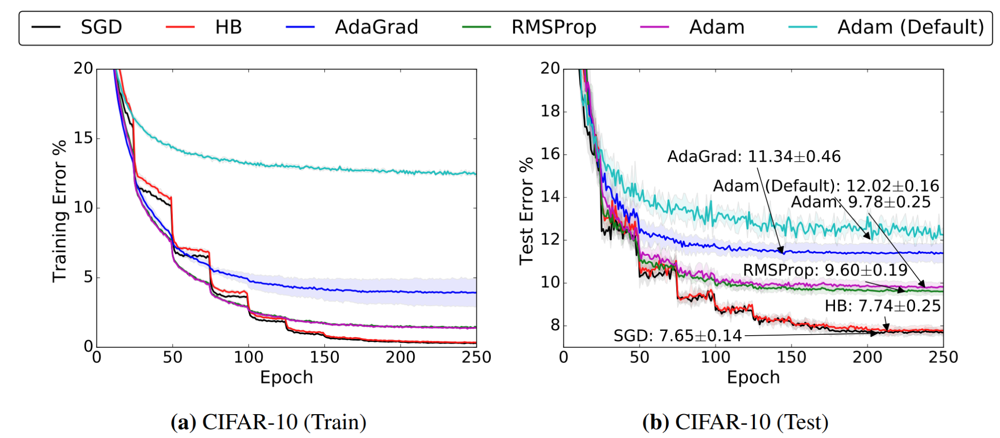 SGD HB AdaGrad RMSProp Adam Adam (Default)
Training Error %
20
15
10
5
0
0 50 100 150 200 250
Epoch
(a) CIFAR-10 (Train)
Test Error %
20
18
16
14
12
10
8
AdaGrad: 11.34±0.46
Adam (Default): 12.02±0.16
Adam: 9.78±0.25
RMSProp: 9.60±0.19
HB: 7.74±0.25
SGD: 7.65±0.14
0 50 100 150 200 250
Epoch
(b) CIFAR-10 (Test)